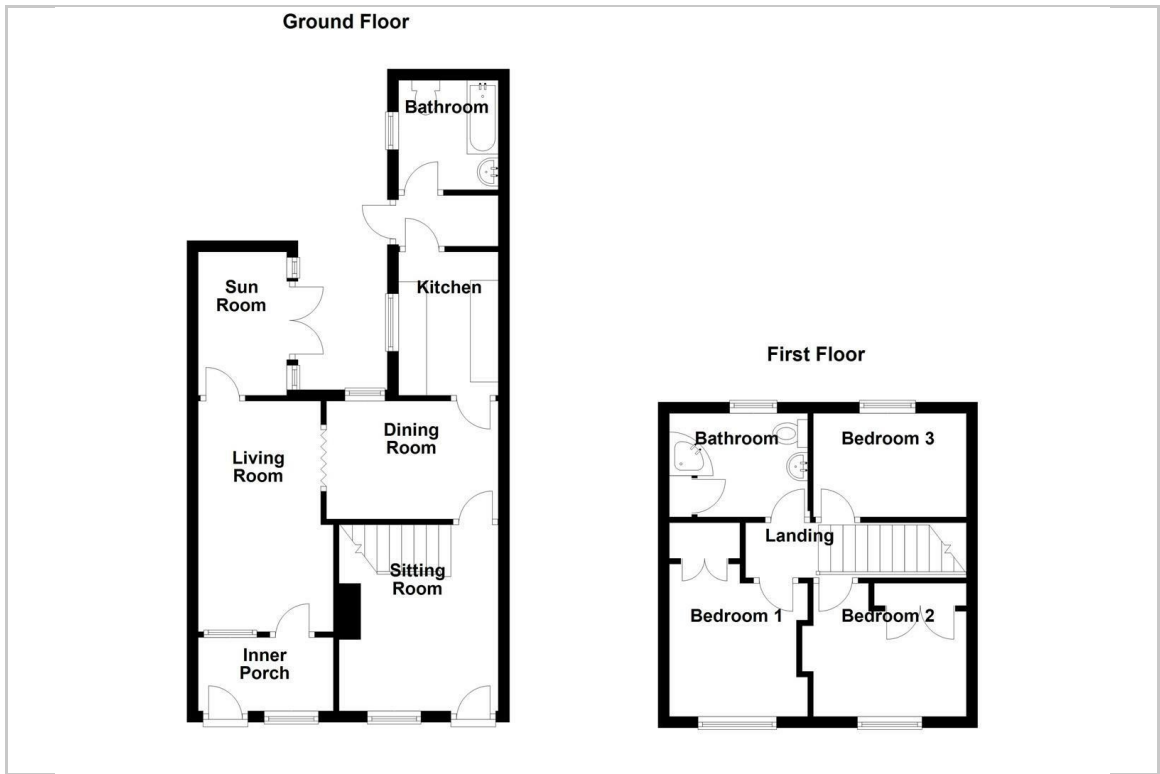 Ground Floor
Bathroom
Sun
Room
Kitchen
Dining
Room
Living
Room
Sitting
Room
Inner
Porch
First Floor
Bathroom
Bedroom 3
Landing
Bedroom 1
Bedroom 2